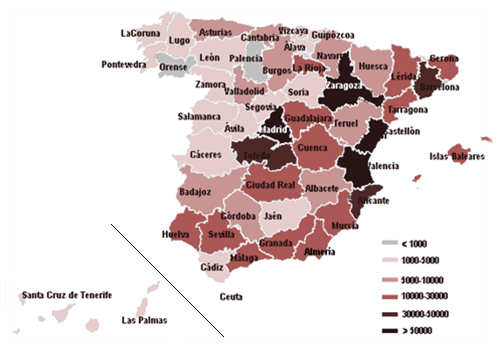 LaCoruna
Asturias
Vizcaya
Guipözcoa
Cantabria
Lugo
Álava
Navarra
León
Palencia
Pontevedra
Orense
Burgos
La Rioja
Huesca
Gerona
Lérida
Barcelona
Zamora
Valladolid
Soria
Zaragoza
Tarragona
Segovia
Salamanca
Ávila
Madrid
Guadalajara
Teruel
Castellón
Cáceres
Toledo
Cuenca
Valencia
Islas Baleares
Badajoz
Ciudad Real
Albacete
Alicante
Córdoba
Jaén
Murcia
Huelva
Sevilla
Granada
Almería
Málaga
Cádiz
Ceuta
Santa Cruz de Tenerife
Las Palmas
< 1000
1000-5000
5000-10000
10000-30000
30000-50000
> 50000